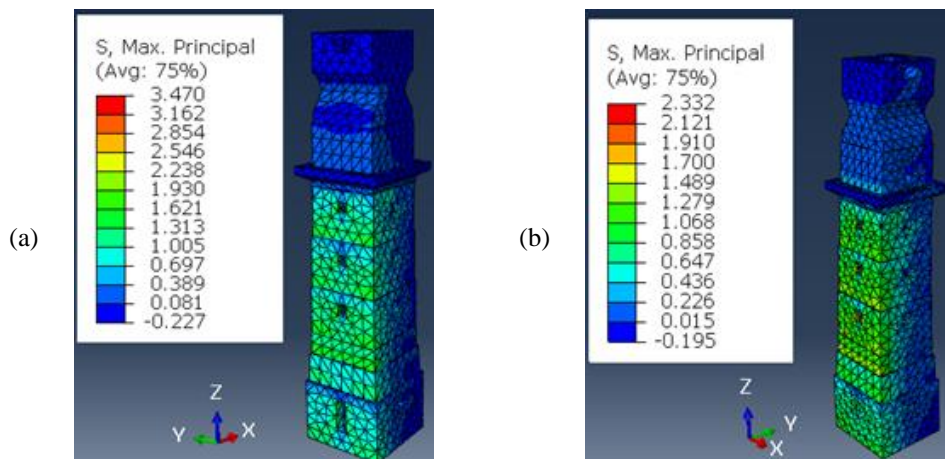 (a)
S, Max. Principal
(Avg: 75%)
3.470
3.162
2.854
2.546
2.238
1.930
1.621
1.313
1.005
0.697
0.389
0.081
-0.227
Z
Y
X
(b)
S, Max. Principal
(Avg: 75%)
2.332
2.121
1.910
1.700
1.489
1.279
1.068
0.858
0.647
0.436
0.226
0.015
-0.195
Z
Y
X